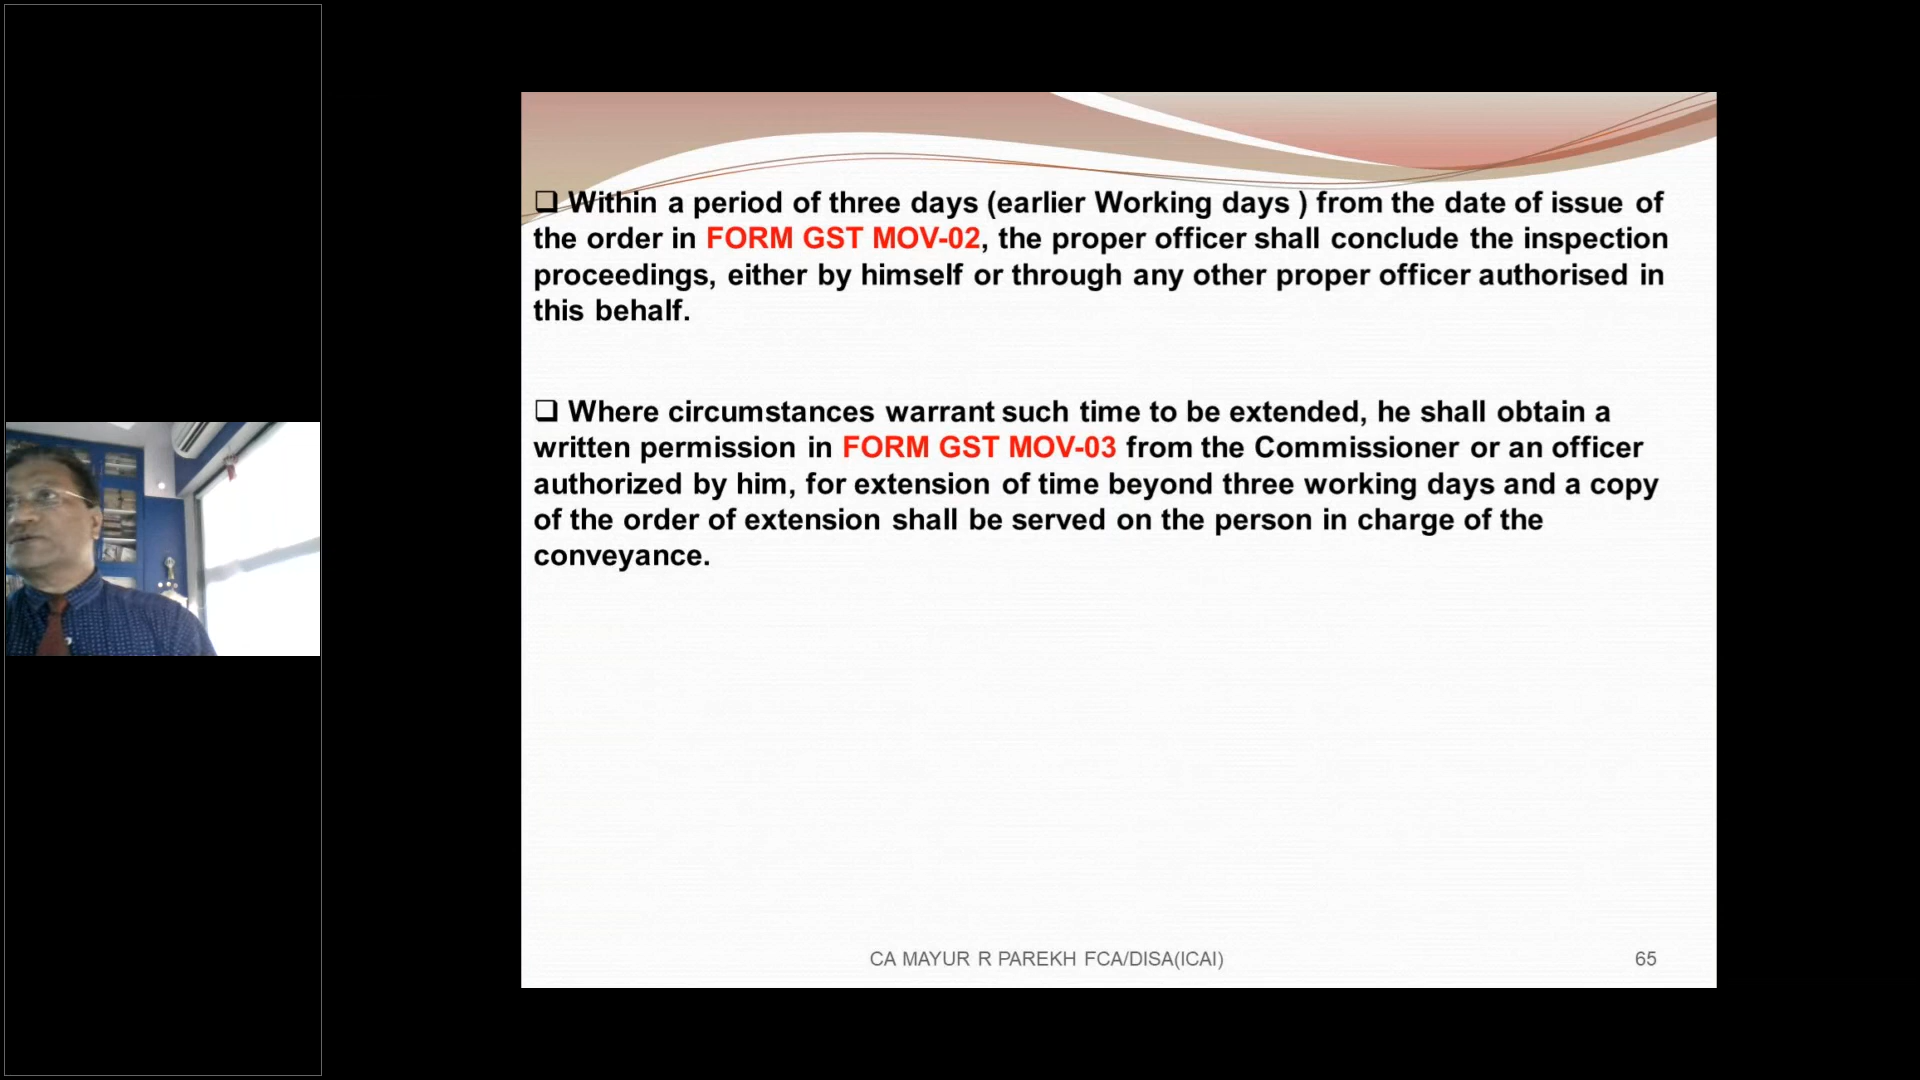 ❑ Within a period of three days (earlier Working days ) from the date of issue of
the order in FORM GST MOV-02, the proper officer shall conclude the inspection
proceedings, either by himself or through any other proper officer authorised in
this behalf.
❑ Where circumstances warrant such time to be extended, he shall obtain a
written permission in FORM GST MOV-03 from the Commissioner or an officer
authorized by him, for extension of time beyond three working days and a copy
of the order of extension shall be served on the person in charge of the
conveyance.
CA MAYUR R PAREKH FCA/DISA(ICAI)
65